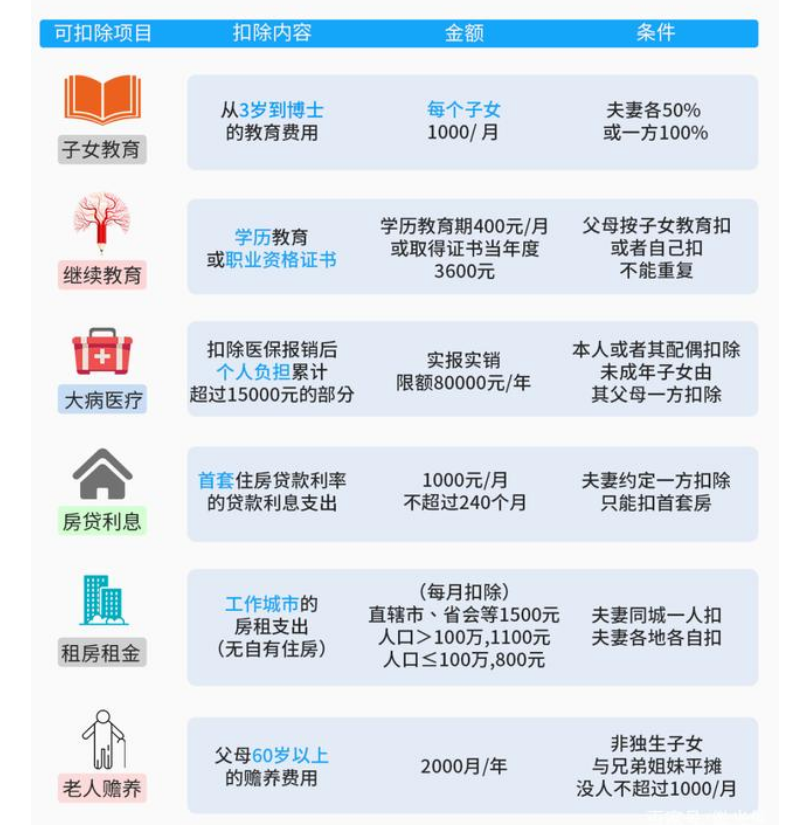 可扣除项目 扣除内容 金额 条件
子女教育
从3岁到博士
的教育费用
每个子女
1000/ 月
夫妻各50%
或一方100%
继续教育
学历教育
或职业资格证书
学历教育期400元/月
或取得证书当年度
3600元
父母按子女教育扣
或者自己扣
不能重复
大病医疗
扣除医保报销后
个人负担累计
超过15000元的部分
实报实销
限额80000元/年
本人或者其配偶扣除
未成年子女由
其父母一方扣除
房贷利息
首套住房贷款利率
的贷款利息支出
1000元/月
不超过240个月
夫妻约定一方扣除
只能扣首套房
租房租金
工作城市的
房租支出
（无自有住房）
（每月扣除）
直辖市、省会等1500元
人口＞100万,1100元
人口≤100万,800元
夫妻同城一人扣
夫妻各地各自扣
老人赡养
父母60岁以上
的赡养费用
2000月/年
非独生子女
与兄弟姐妹平摊
没人不超过1000/月